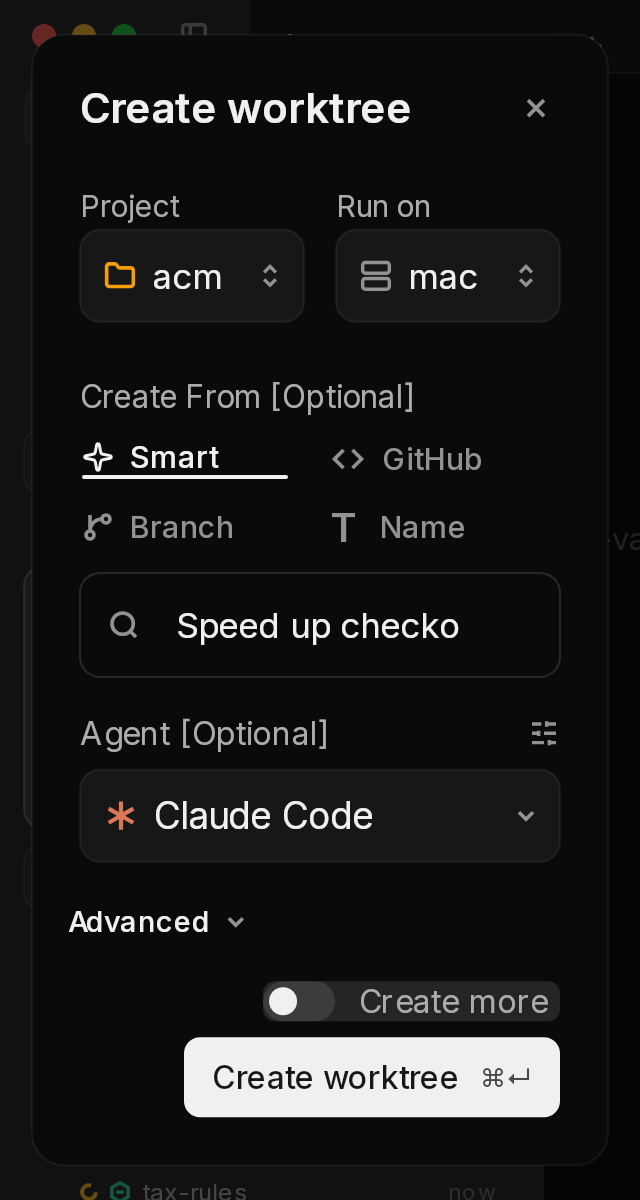 Create worktree
Project
Run on
acm
mac
Create From [Optional]
Smart
GitHub
Branch
Name
Speed up checko
Agent [Optional]
Claude Code
Advanced
Create more
Create worktree ⌘↵
tax-rules
now